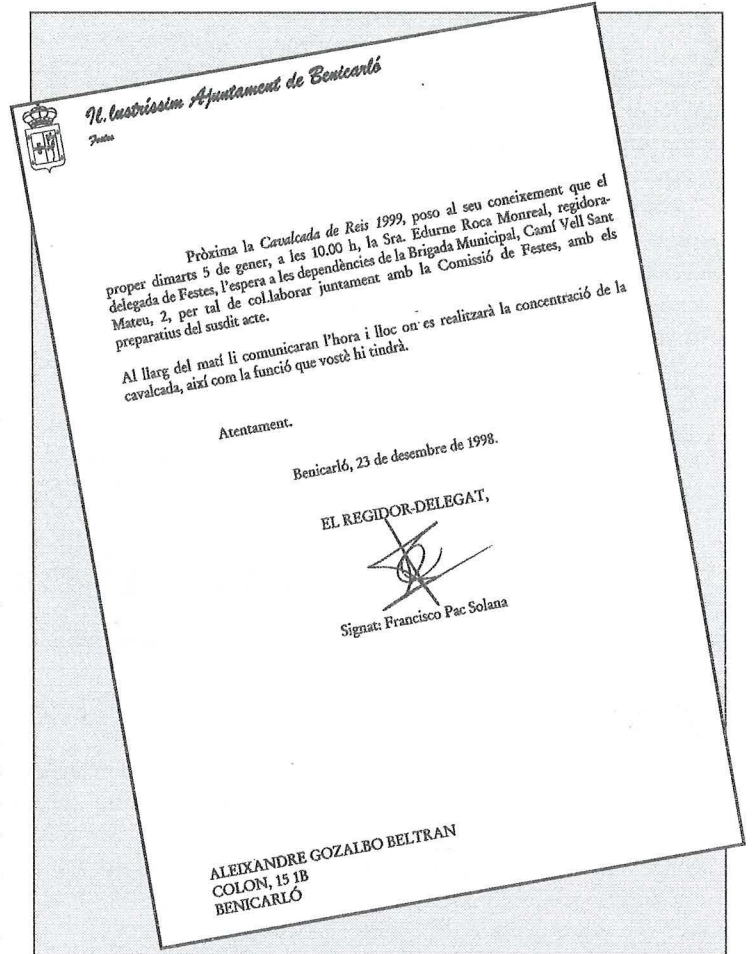 Il.lustríssim Ajuntament de Benicarló
Festes
Pròxima la Cavalcada de Reis 1999, poso al seu coneixement que el
proper dimarts 5 de gener, a les 10.00 h, la Sra. Edurne Roca Monreal, regidora-
delegada de Festes, l'espera a les dependències de la Brigada Municipal, Camí Vell Sant
Mateu, 2, per tal de col.laborar juntament amb la Comissió de Festes, amb els
preparatius del susdit acte.
Al llarg del matí li comunicaran l'hora i lloc on es realitzarà la concentració de la
cavalcada, així com la funció que vostè hi tindrà.
Atentament.
Benicarló, 23 de desembre de 1998.
EL REGIDOR-DELEGAT,
Signat: Francisco Pac Solana
ALEIXANDRE GOZALBO BELTRAN
COLON, 15 1B
BENICARLÓ